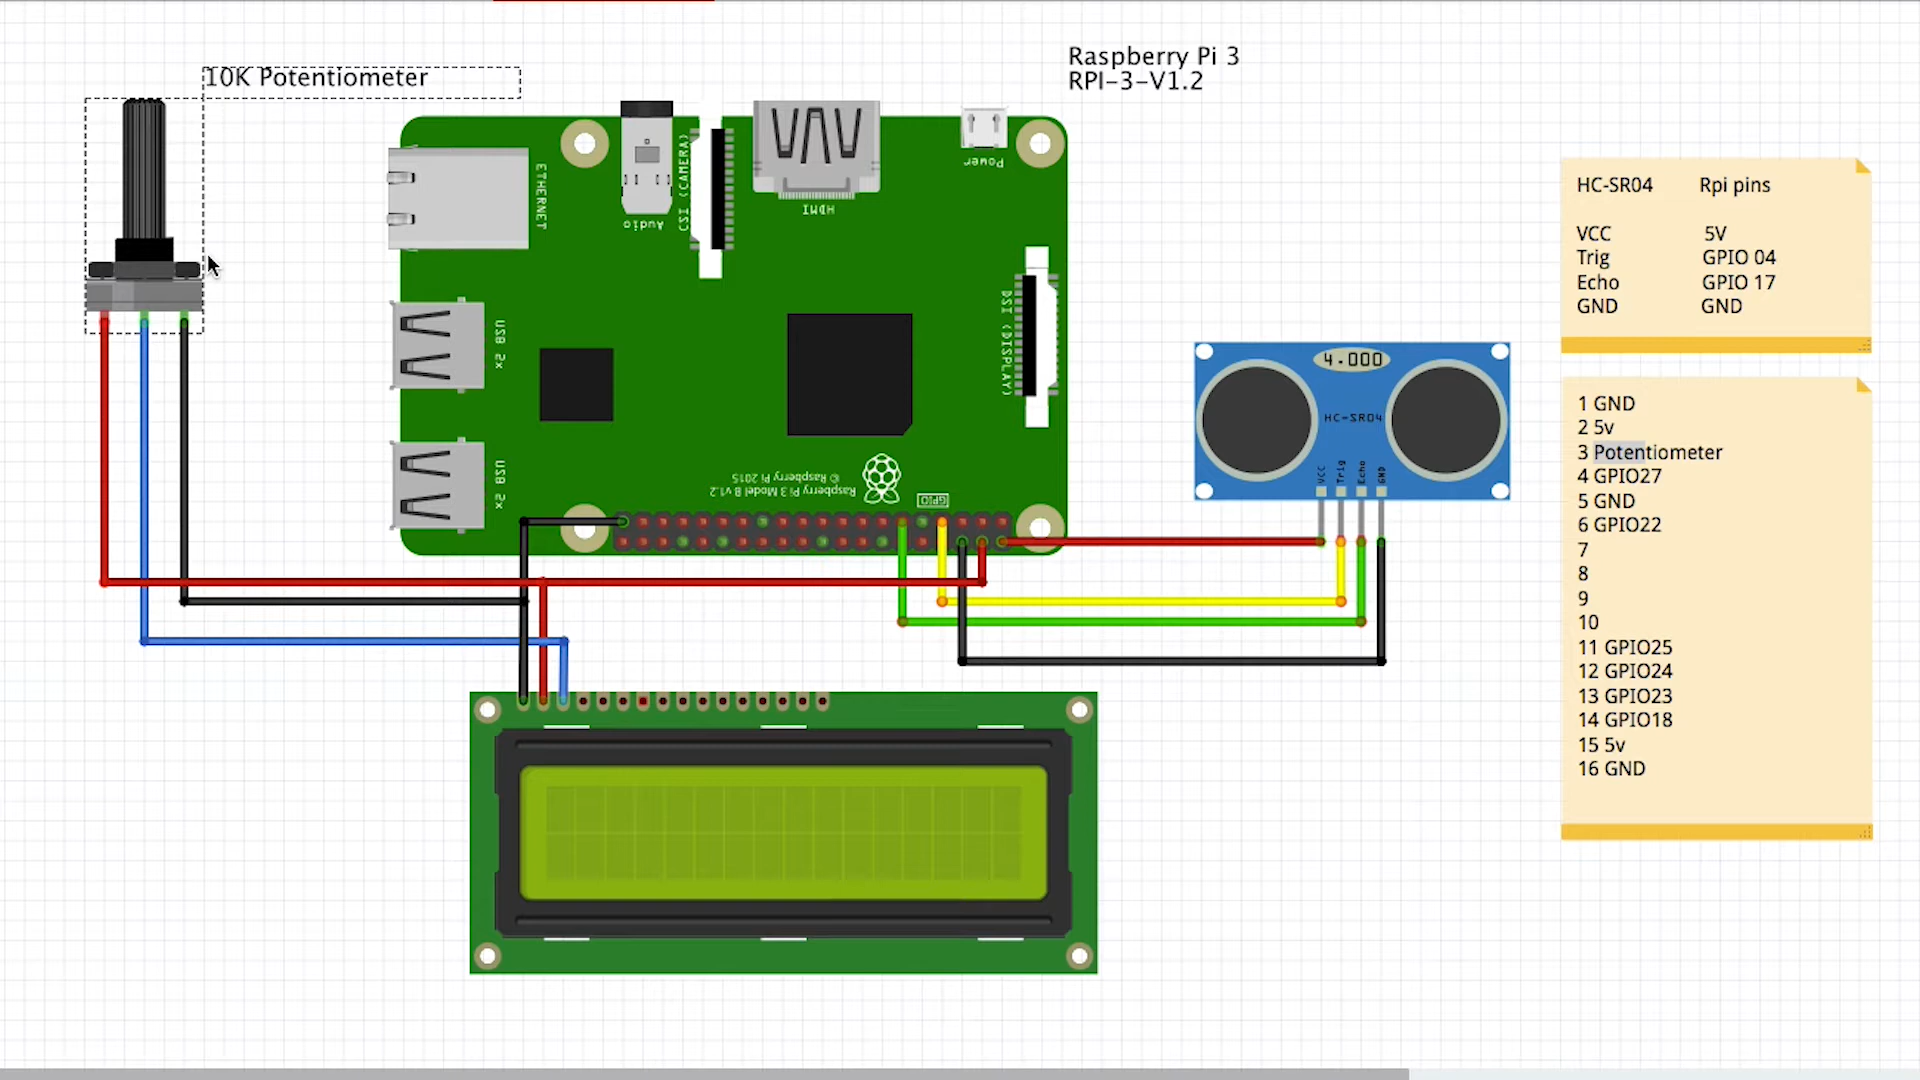 10K Potentiometer
Raspberry Pi 3
RPI-3-V1.2
ETHERNET
Audio
CSI (CAMERA)
HDMI
Power
DSI (DISPLAY)
USB 2x
USB 2x
© Raspberry Pi 2015
Raspberry Pi 3 Model B v1.2
GPIO
4.000
HC-SR04
VCC
Trig
Echo
GND
HC-SR04 Rpi pins
VCC 5V
Trig GPIO 04
Echo GPIO 17
GND GND
1 GND
2 5v
3 Potentiometer
4 GPIO27
5 GND
6 GPIO22
7
8
9
10
11 GPIO25
12 GPIO24
13 GPIO23
14 GPIO18
15 5v
16 GND